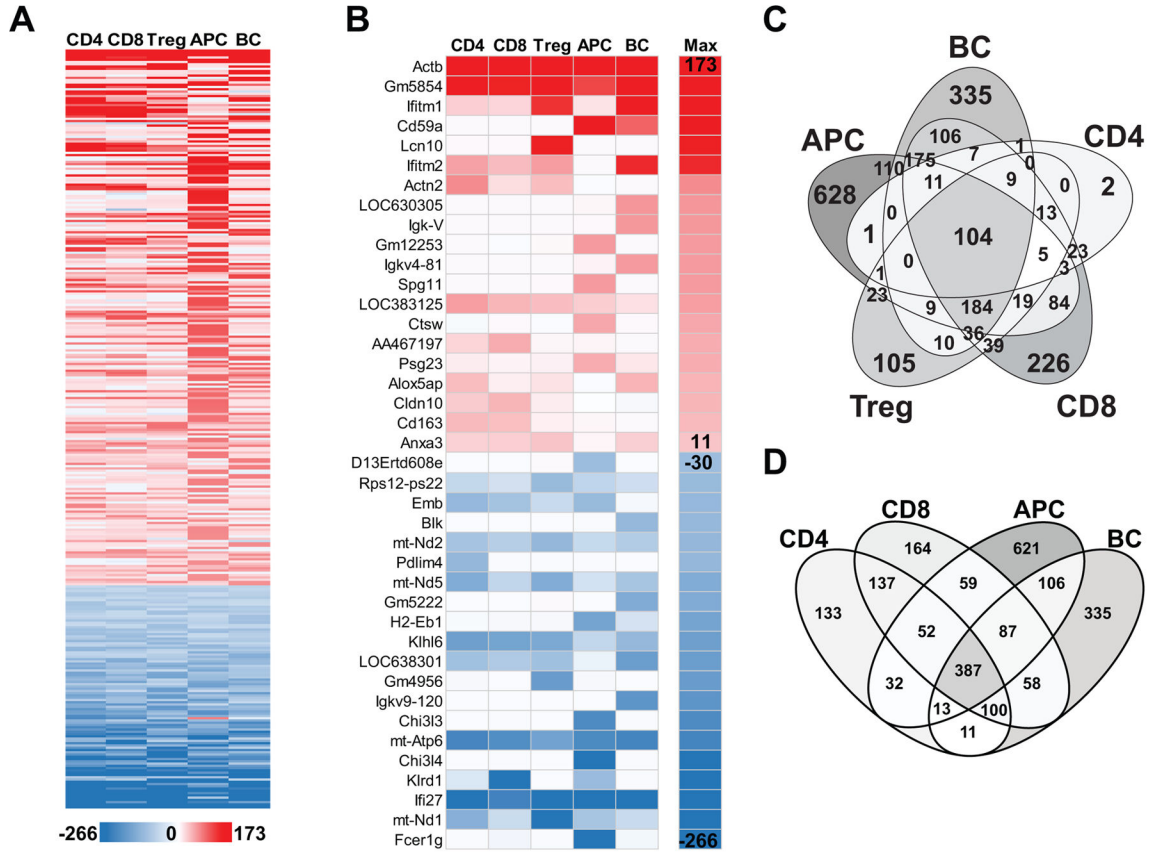 A
CD4 CD8 Treg APC BC
-266 0 173
B
CD4 CD8 Treg APC BC Max
Actb 173
Gm5854
Ifitm1
Cd59a
Lcn10
Ifitm2
Actn2
LOC630305
Igk-V
Gm12253
Igkv4-81
Spg11
LOC383125
Ctsw
AA467197
Psg23
Alox5ap
Cldn10
Cd163
Anxa3 11
D13Ertd608e -30
Rps12-ps22
Emb
Blk
mt-Nd2
Pdlim4
mt-Nd5
Gm5222
H2-Eb1
Klhl6
LOC638301
Gm4956
Igkv9-120
Chi3l3
mt-Atp6
Chi3l4
Klrd1
Ifi27
mt-Nd1
Fcer1g -266
C
BC
335
APC
CD4
106
1
110
175
7
0
628
11
9
0
2
0
13
1
104
0
5
23
3
1
23
9
184
19
84
36
10
39
105
226
Treg
CD8
D
CD8 APC
CD4 BC
164 621
137 59 106
133 335
52 87
387
32 58
13 100
11